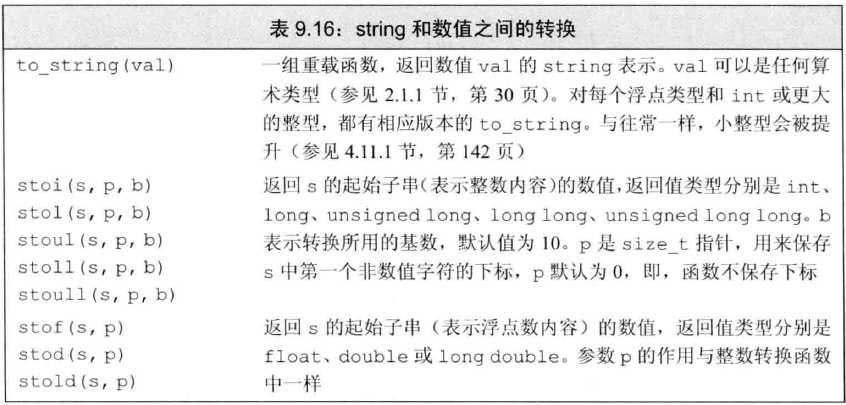 表 9.16：string 和数值之间的转换
to_string(val) 一组重载函数，返回数值 val 的 string 表示。val 可以是任何算
术类型（参见 2.1.1 节，第 30 页）。对每个浮点类型和 int 或更大
的整型，都有相应版本的 to_string。与往常一样，小整型会被提
升（参见 4.11.1 节，第 142 页）
stoi(s, p, b) 返回 s 的起始子串（表示整数内容）的数值，返回值类型分别是 int、
stol(s, p, b) long、unsigned long、long long、unsigned long long。b
stoul(s, p, b) 表示转换所用的基数，默认值为 10。p 是 size_t 指针，用来保存
stoll(s, p, b) s 中第一个非数值字符的下标，p 默认为 0，即，函数不保存下标
stoull(s, p, b)
stof(s, p) 返回 s 的起始子串（表示浮点数内容）的数值，返回值类型分别是
stod(s, p) float、double 或 long double。参数 p 的作用与整数转换函数
stold(s, p) 中一样